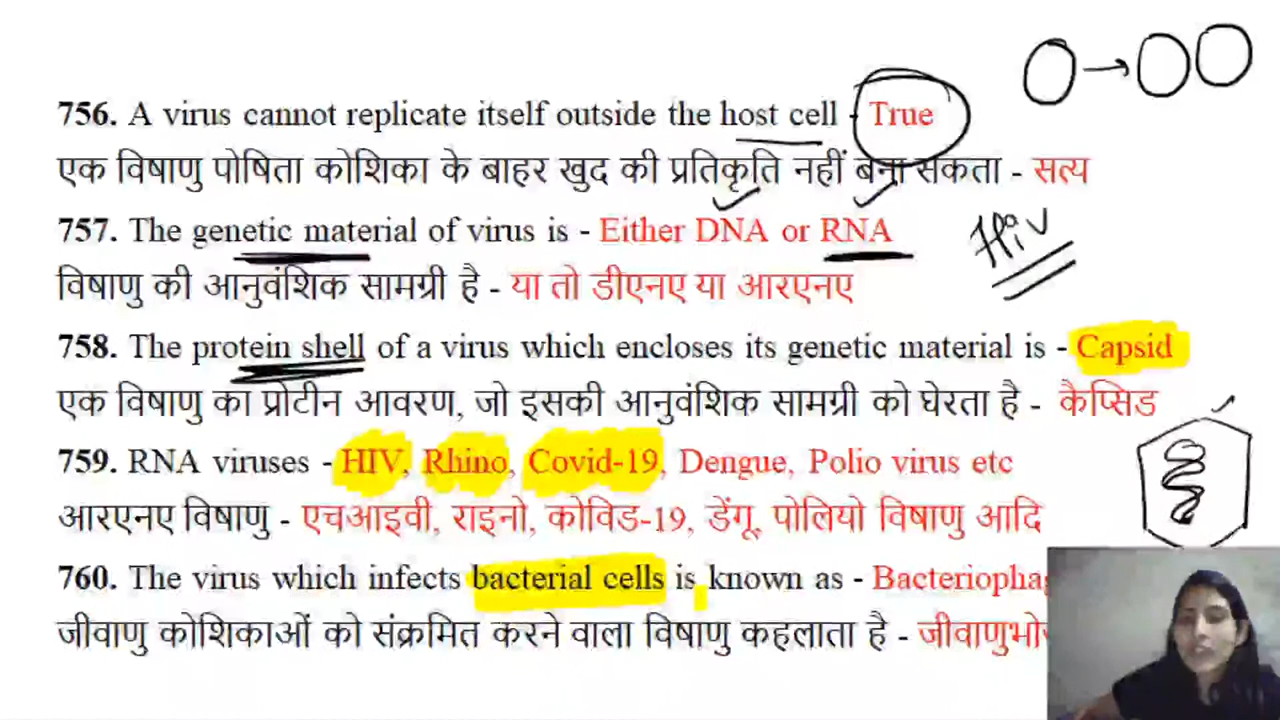 756. A virus cannot replicate itself outside the host cell - True
एक विषाणु पोषिता कोशिका के बाहर खुद की प्रतिकृति नहीं बना सकता - सत्य
757. The genetic material of virus is - Either DNA or RNA
HiV
विषाणु की आनुवंशिक सामग्री है - या तो डीएनए या आरएनए
758. The protein shell of a virus which encloses its genetic material is - Capsid
एक विषाणु का प्रोटीन आवरण, जो इसकी आनुवंशिक सामग्री को घेरता है - कैप्सिड
759. RNA viruses - HIV, Rhino, Covid-19, Dengue, Polio virus etc
आरएनए विषाणु - एचआइवी, राइनो, कोविड-19, डेंगू, पोलियो विषाणु आदि
760. The virus which infects bacterial cells is known as -
जीवाणु कोशिकाओं को संक्रमित करने वाला विषाणु कहलाता है -